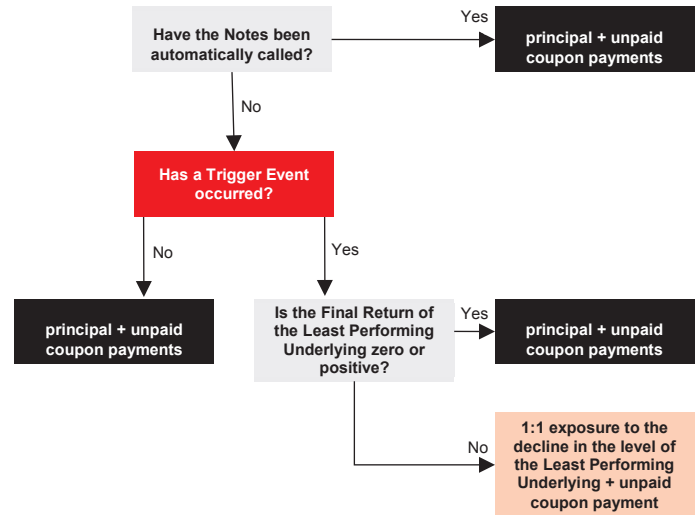 Have the Notes been
automatically called?
Yes
principal + unpaid
coupon payments
No
Has a Trigger Event
occurred?
No
Yes
principal + unpaid
coupon payments
Is the Final Return of
the Least Performing
Underlying zero or
positive?
Yes
principal + unpaid
coupon payments
No
1:1 exposure to the
decline in the level of
the Least Performing
Underlying + unpaid
coupon payment